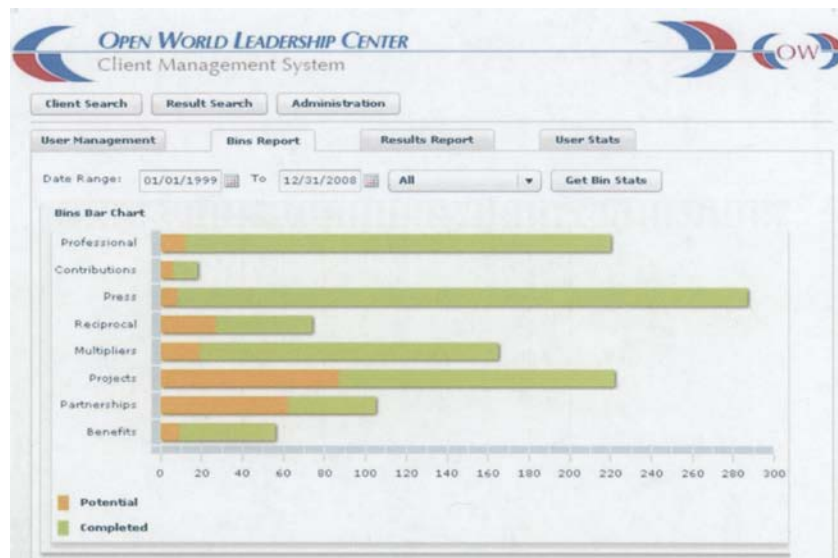 OPEN WORLD LEADERSHIP CENTER
Client Management System
OW
Client Search Result Search Administration
User Management Bins Report Results Report User Stats
Date Range: 01/01/1999 To 12/31/2008 All Get Bin Stats
Bins Bar Chart
Professional
Contributions
Press
Reciprocal
Multipliers
Projects
Partnerships
Benefits
0 20 40 60 80 100 120 140 160 180 200 220 240 260 280 300
Potential
Completed